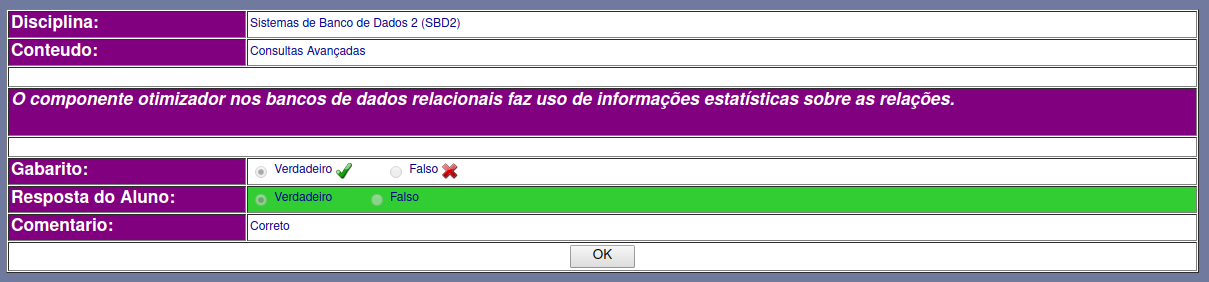 Disciplina: Sistemas de Banco de Dados 2 (SBD2)
Conteudo: Consultas Avançadas
O componente otimizador nos bancos de dados relacionais faz uso de informações estatísticas sobre as relações.
Gabarito: Verdadeiro Falso
Resposta do Aluno: Verdadeiro Falso
Comentario: Correto
OK